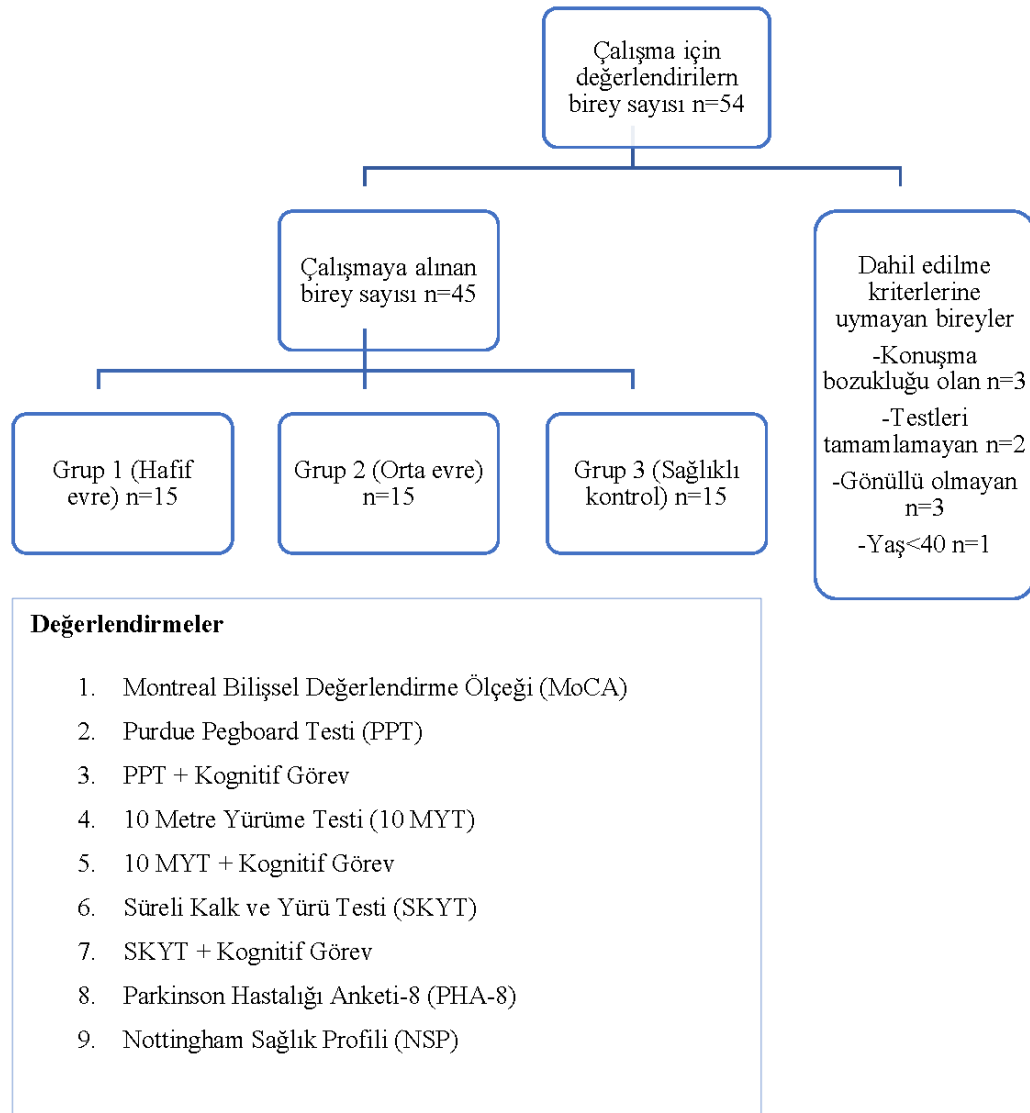 Çalışma için
değerlendirilern
birey sayısı n=54
Çalışmaya alınan
birey sayısı n=45
Dahil edilme
kriterlerine
uymayan bireyler
-Konuşma
bozukluğu olan n=3
-Testleri
tamamlamayan n=2
-Gönüllü olmayan
n=3
-Yaş<40 n=1
Grup 1 (Hafif
evre) n=15
Grup 2 (Orta evre)
n=15
Grup 3 (Sağlıklı
kontrol) n=15
Değerlendirmeler
1. Montreal Bilişsel Değerlendirme Ölçeği (MoCA)
2. Purdue Pegboard Testi (PPT)
3. PPT + Kognitif Görev
4. 10 Metre Yürüme Testi (10 MYT)
5. 10 MYT + Kognitif Görev
6. Süreli Kalk ve Yürü Testi (SKYT)
7. SKYT + Kognitif Görev
8. Parkinson Hastalığı Anketi-8 (PHA-8)
9. Nottingham Sağlık Profili (NSP)